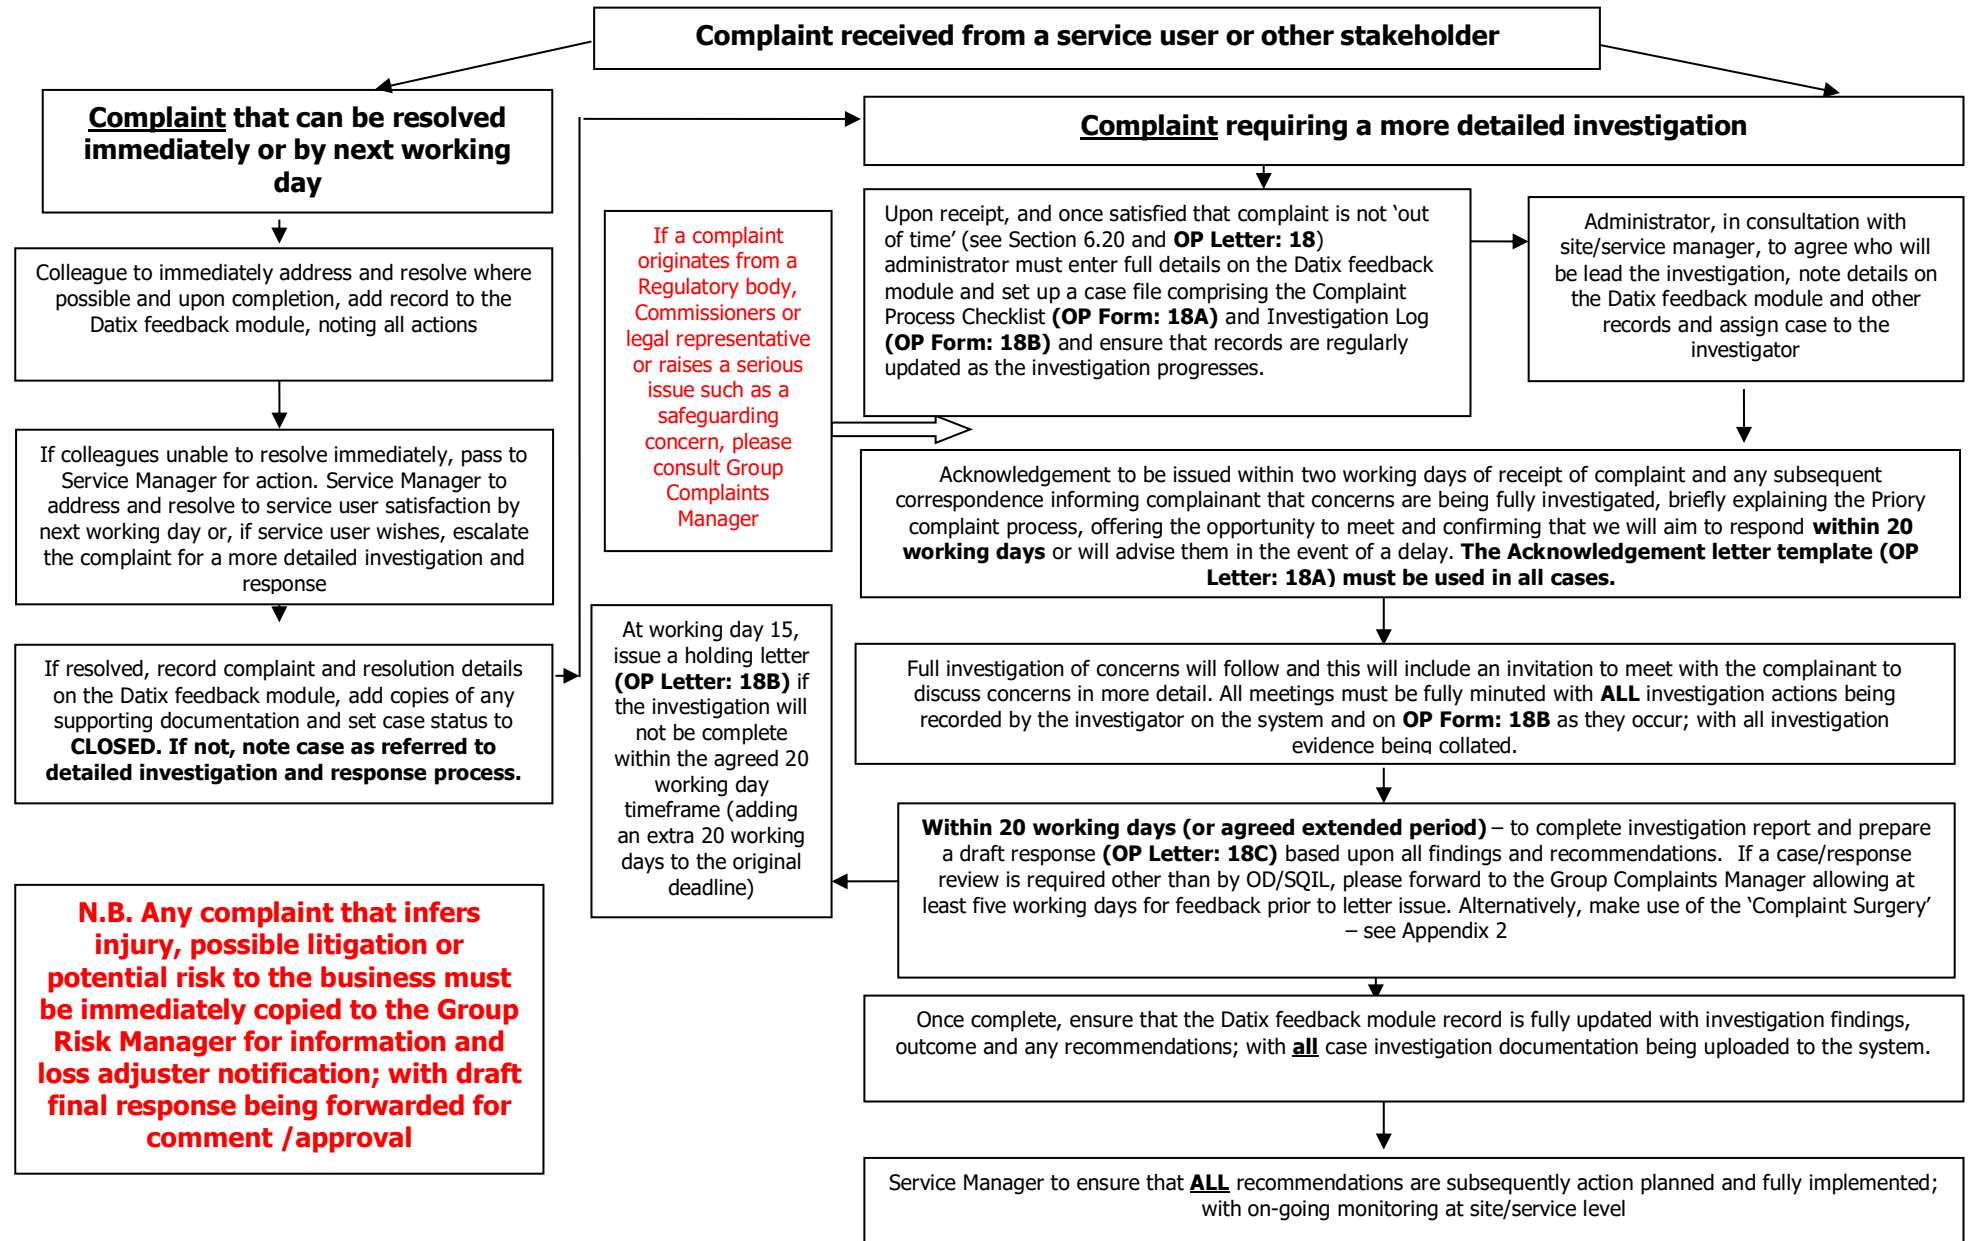 Complaint received from a service user or other stakeholder
Complaint that can be resolved
immediately or by next working
day
Colleague to immediately address and resolve where
possible and upon completion, add record to the
Datix feedback module, noting all actions
If colleagues unable to resolve immediately, pass to
Service Manager for action. Service Manager to
address and resolve to service user satisfaction by
next working day or, if service user wishes, escalate
the complaint for a more detailed investigation and
response
If resolved, record complaint and resolution details
on the Datix feedback module, add copies of any
supporting documentation and set case status to
CLOSED. If not, note case as referred to
detailed investigation and response process.
N.B. Any complaint that infers
injury, possible litigation or
potential risk to the business must
be immediately copied to the Group
Risk Manager for information and
loss adjuster notification; with draft
final response being forwarded for
comment /approval
If a complaint
originates from a
Regulatory body,
Commissioners or
legal representative
or raises a serious
issue such as a
safeguarding
concern, please
consult Group
Complaints
Manager
At working day 15,
issue a holding letter
(OP Letter: 18B) if
the investigation will
not be complete
within the agreed 20
working day
timeframe (adding
an extra 20 working
days to the original
deadline)
Complaint requiring a more detailed investigation
Upon receipt, and once satisfied that complaint is not ‘out
of time’ (see Section 6.20 and OP Letter: 18)
administrator must enter full details on the Datix feedback
module and set up a case file comprising the Complaint
Process Checklist (OP Form: 18A) and Investigation Log
(OP Form: 18B) and ensure that records are regularly
updated as the investigation progresses.
Administrator, in consultation with
site/service manager, to agree who will
be lead the investigation, note details on
the Datix feedback module and other
records and assign case to the
investigator
Acknowledgement to be issued within two working days of receipt of complaint and any subsequent
correspondence informing complainant that concerns are being fully investigated, briefly explaining the Priory
complaint process, offering the opportunity to meet and confirming that we will aim to respond within 20
working days or will advise them in the event of a delay. The Acknowledgement letter template (OP
Letter: 18A) must be used in all cases.
Full investigation of concerns will follow and this will include an invitation to meet with the complainant to
discuss concerns in more detail. All meetings must be fully minuted with ALL investigation actions being
recorded by the investigator on the system and on OP Form: 18B as they occur; with all investigation
evidence being collated.
Within 20 working days (or agreed extended period) – to complete investigation report and prepare
a draft response (OP Letter: 18C) based upon all findings and recommendations. If a case/response
review is required other than by OD/SQIL, please forward to the Group Complaints Manager allowing at
least five working days for feedback prior to letter issue. Alternatively, make use of the ‘Complaint Surgery’
– see Appendix 2
Once complete, ensure that the Datix feedback module record is fully updated with investigation findings,
outcome and any recommendations; with all case investigation documentation being uploaded to the system.
Service Manager to ensure that ALL recommendations are subsequently action planned and fully implemented;
with on-going monitoring at site/service level